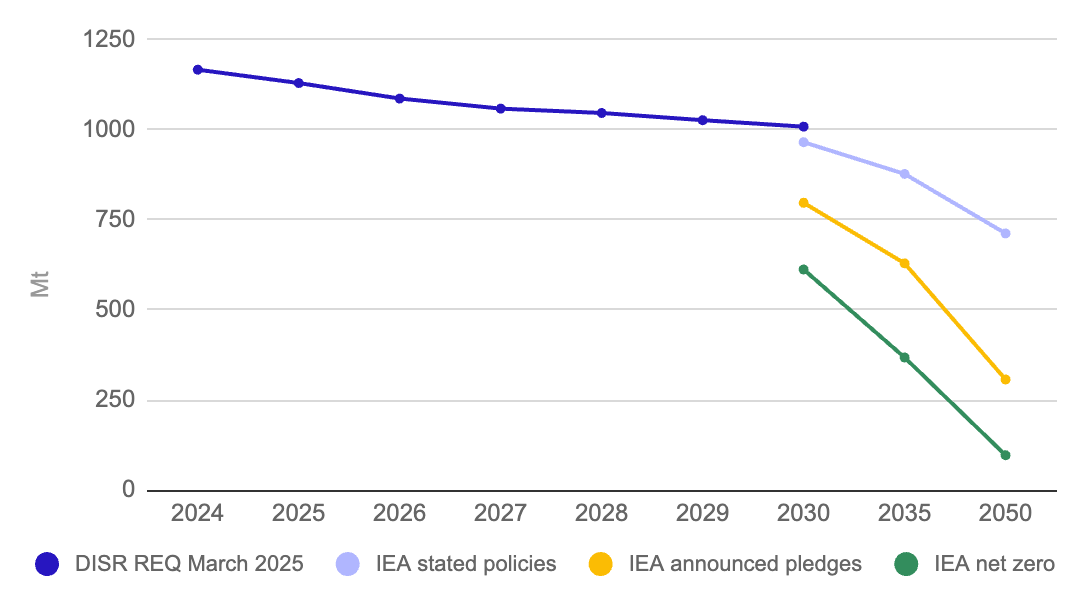 1250
1000
750
500
250
0
Mt
2024 2025 2026 2027 2028 2029 2030 2035 2050
DISR REQ March 2025 IEA stated policies IEA announced pledges IEA net zero